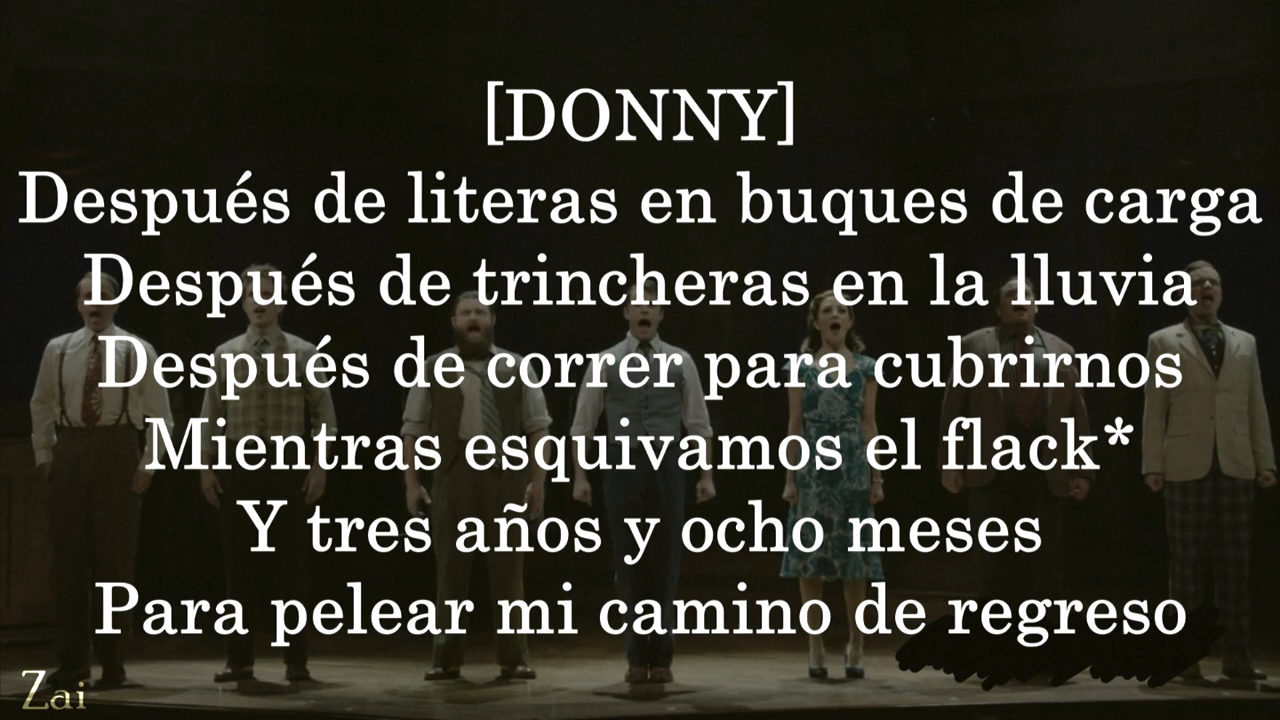 [DONNY]
Después de literas en buques de carga
Después de trincheras en la lluvia
Después de correr para cubrirnos
Mientras esquivamos el flack*
Y tres años y ocho meses
Para pelear mi camino de regreso
Zai